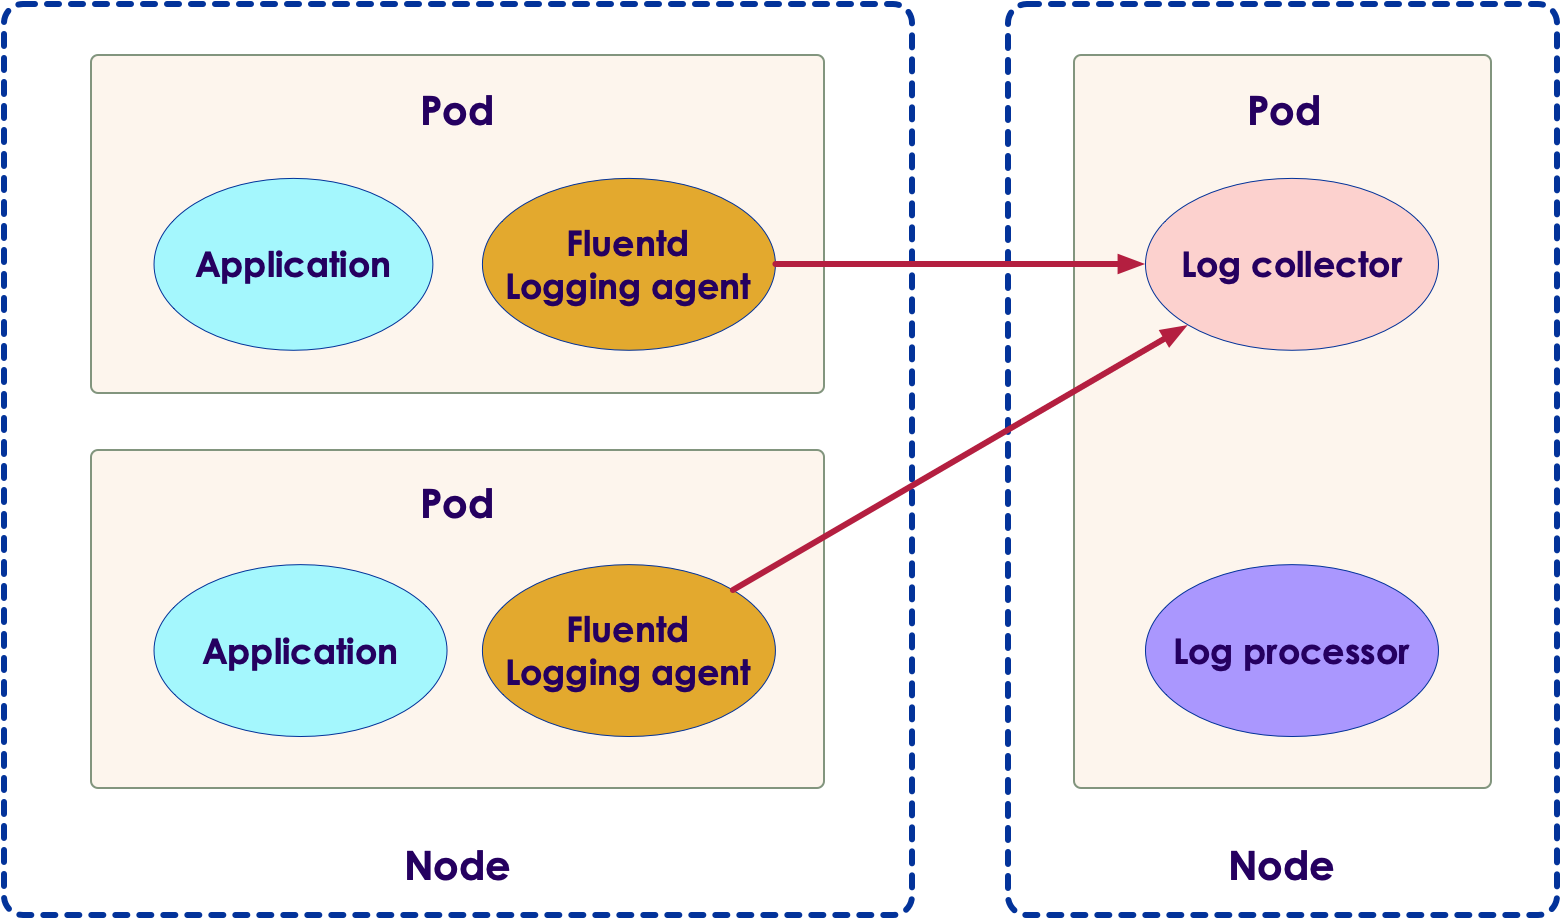 Pod
Application
Fluentd
Logging agent
Pod
Application
Fluentd
Logging agent
Node
Pod
Log collector
Log processor
Node